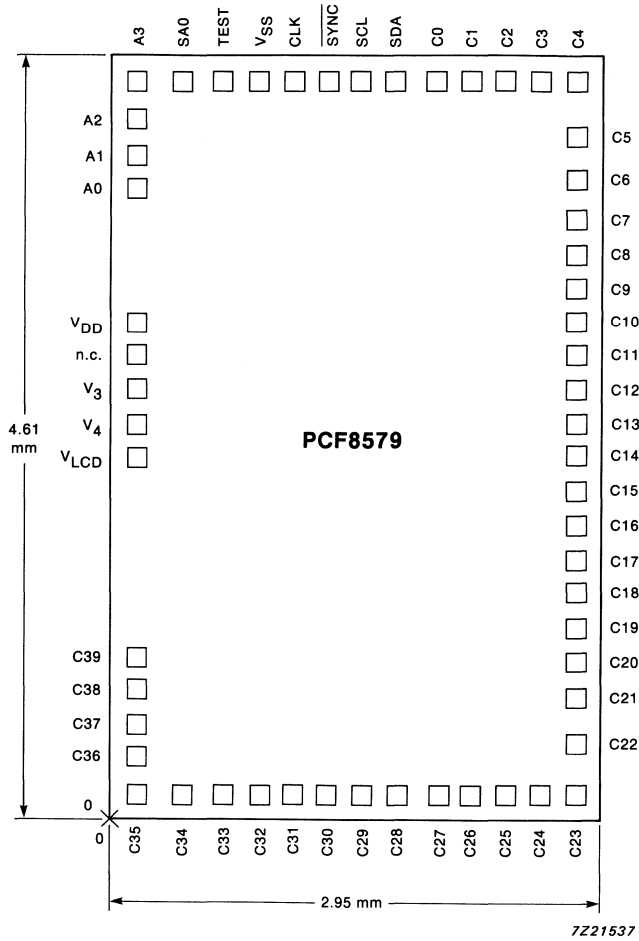 A3 SA0 TEST VSS CLK SYNC SCL SDA C0 C1 C2 C3 C4
A2
C5
A1
A0
C6
C7
C8
C9
VDD
C10
n.c.
C11
V3
C12
V4
C13
4.61
mm
PCF8579
VLCD
C14
C15
C16
C17
C18
C19
C39
C20
C38
C21
C37
C22
C36
0
0
C35 C34 C33 C32 C31 C30 C29 C28 C27 C26 C25 C24 C23
2.95 mm
7Z21537